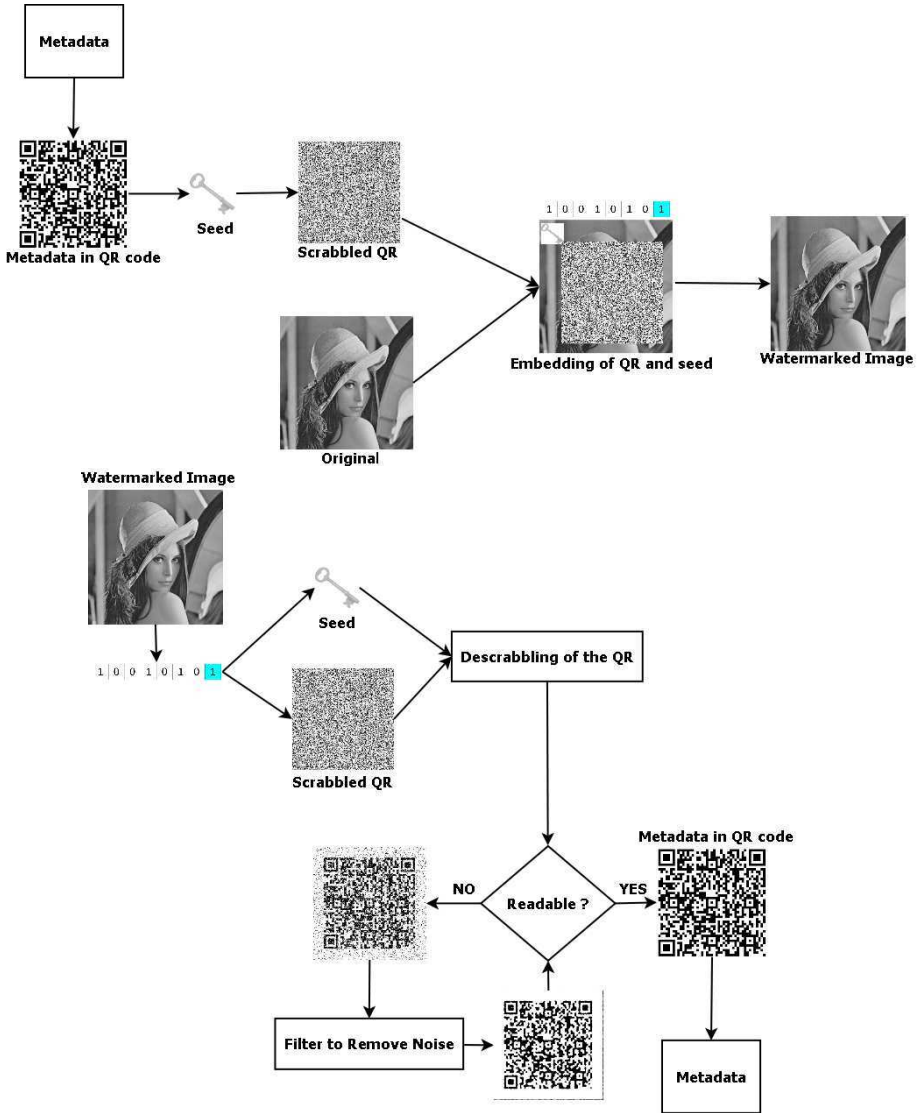 Metadata
Metadata in QR code
Seed
Scrabbled QR
1 0 0 1 0 1 0 1
Original
Embedding of QR and seed
Watermarked Image
Watermarked Image
1 0 0 1 0 1 0 1
Seed
Scrabbled QR
Descrabbling of the QR
Readable ?
NO
YES
Metadata in QR code
Filter to Remove Noise
Metadata